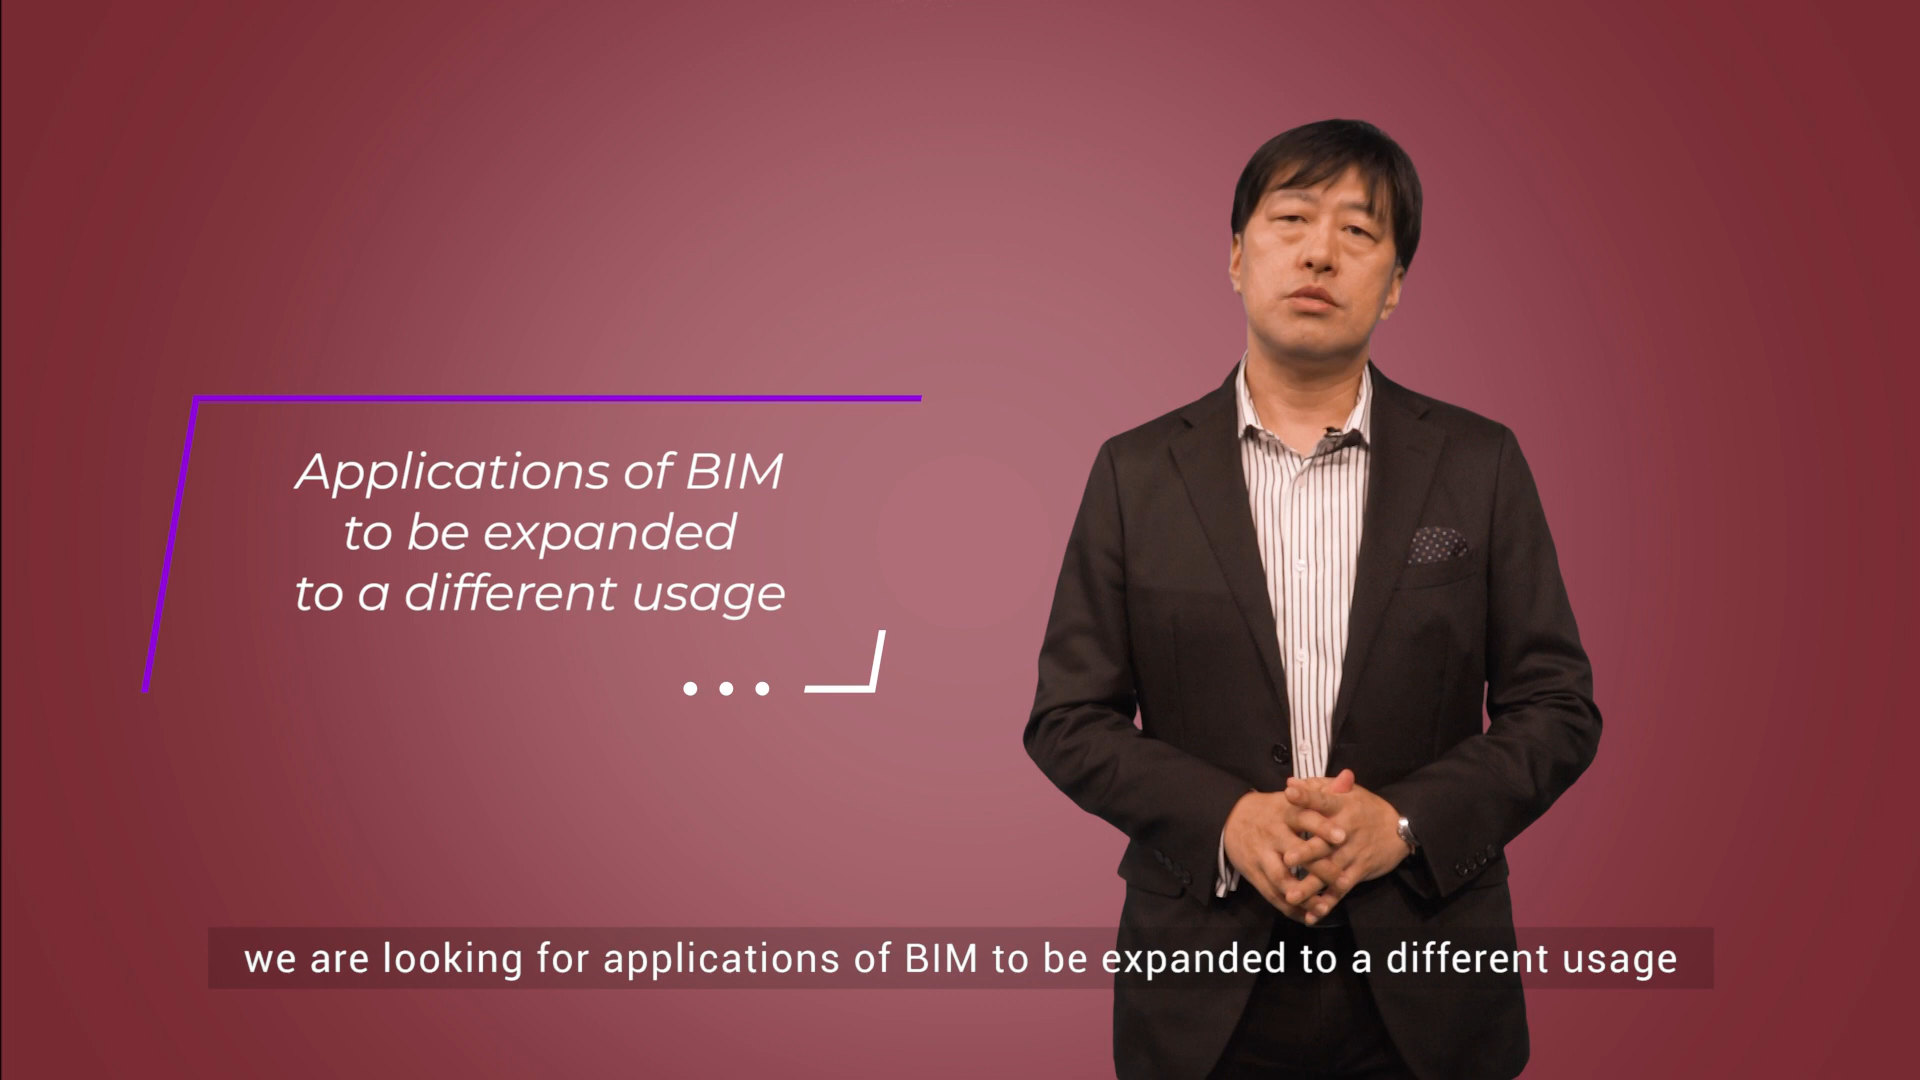 Applications of BIM
to be expanded
to a different usage
we are looking for applications of BIM to be expanded to a different usage